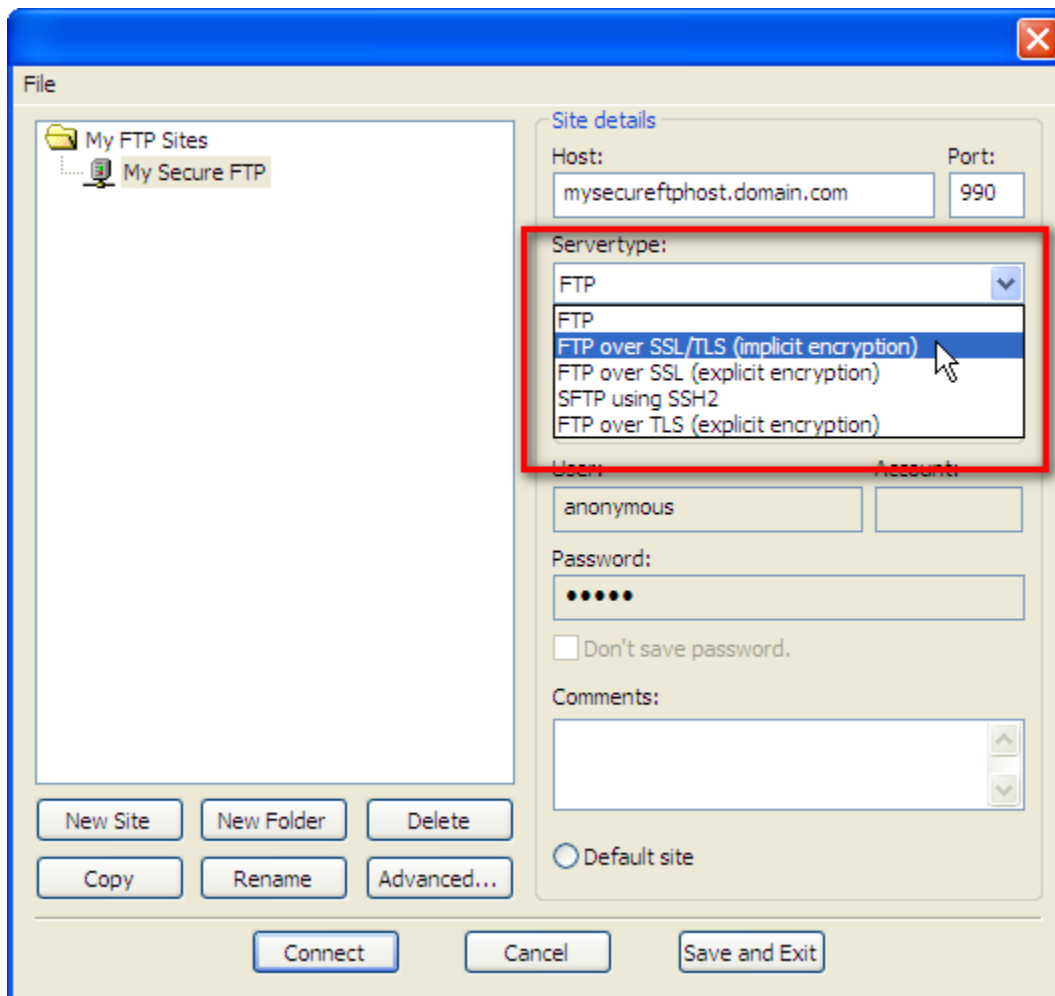 File
My FTP Sites
My Secure FTP
Site details
Host: Port:
mysecureftphost.domain.com 990
Servertype:
FTP
FTP
FTP over SSL/TLS (implicit encryption)
FTP over SSL (explicit encryption)
SFTP using SSH2
FTP over TLS (explicit encryption)
User: Account:
anonymous
Password:
•••••
Don't save password.
Comments:
Default site
New Site New Folder Delete
Copy Rename Advanced...
Connect Cancel Save and Exit